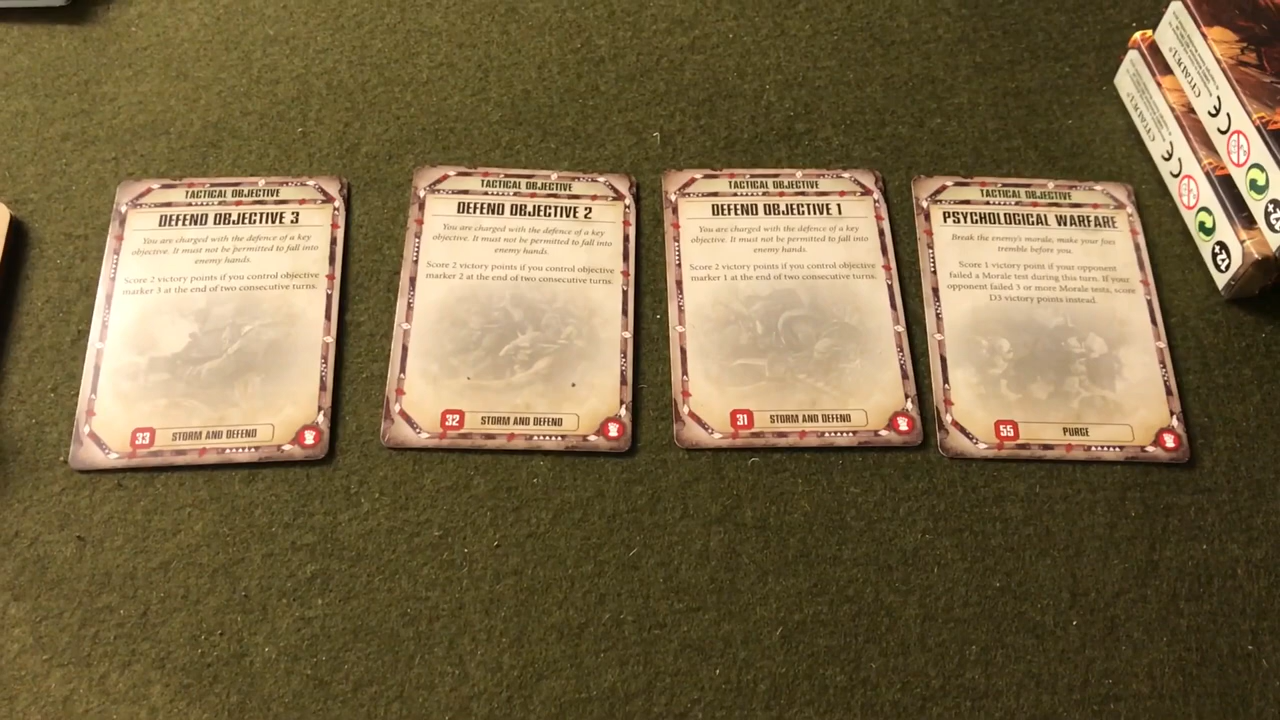 TACTICAL OBJECTIVE
DEFEND OBJECTIVE 3
You are charged with the defence of a key
objective. It must not be permitted to fall into
enemy hands.
Score 2 victory points if you control objective
marker 3 at the end of two consecutive turns.
33 STORM AND DEFEND
TACTICAL OBJECTIVE
DEFEND OBJECTIVE 2
You are charged with the defence of a key
objective. It must not be permitted to fall into
enemy hands.
Score 2 victory points if you control objective
marker 2 at the end of two consecutive turns.
32 STORM AND DEFEND
TACTICAL OBJECTIVE
DEFEND OBJECTIVE 1
You are charged with the defence of a key
objective. It must not be permitted to fall into
enemy hands.
Score 2 victory points if you control objective
marker 1 at the end of two consecutive turns.
31 STORM AND DEFEND
TACTICAL OBJECTIVE
PSYCHOLOGICAL WARFARE
Break the enemy's morale, make your foes
tremble before you.
Score 1 victory point if your opponent
failed a Morale test during this turn. If your
opponent failed 3 or more Morale tests, score
D3 victory points instead.
55 PURGE
CITADEL
CE
12+
CITADEL
CE